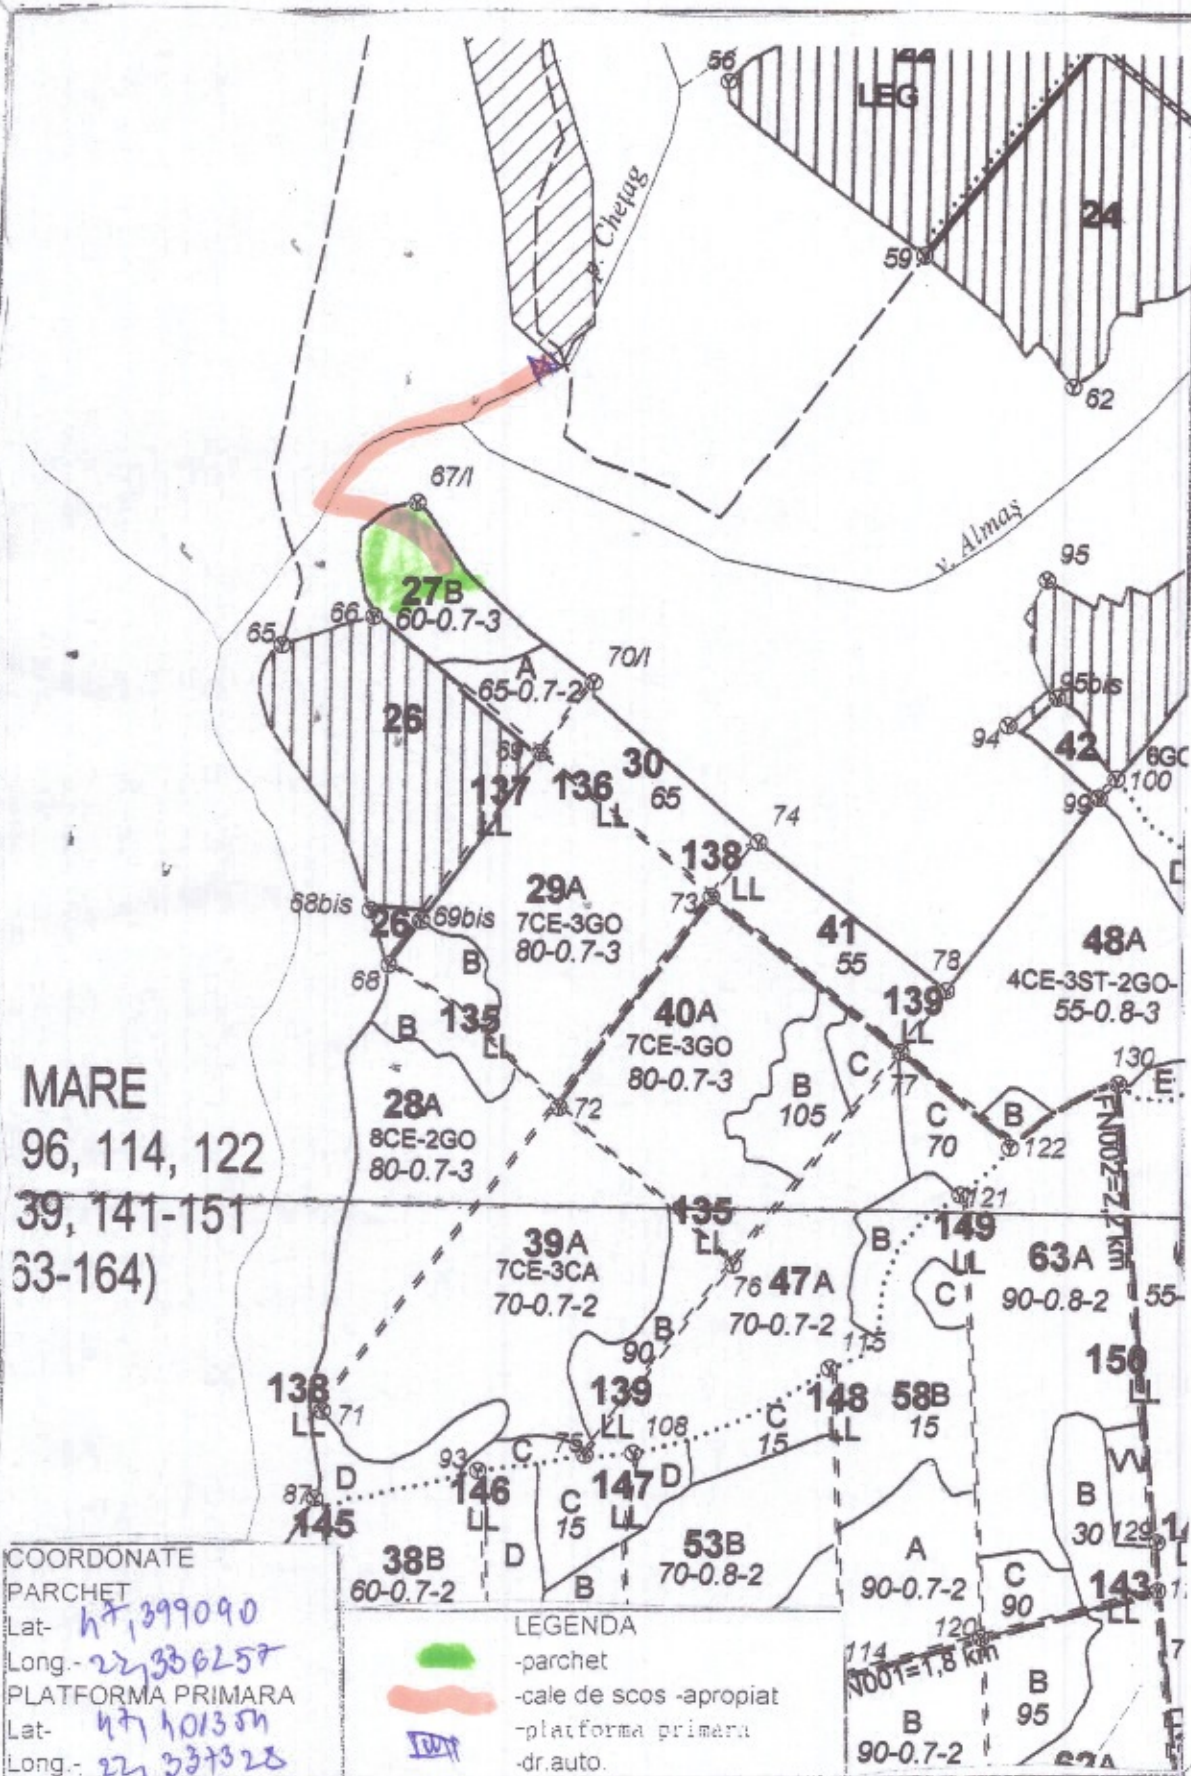 56
22
LEG
24
p. Chețag
59
62
67/I
v. Almaș
95
27B
60-0.7-3
66
65
A
65-0.7-2
70/I
95bis
26
94
42
6GO
100
99
69
137
LL
136
LL
30
65
74
138
LL
73
D
29A
7CE-3GO
80-0.7-3
68bis
26
69bis
B
68
41
55
78
139
LL
48A
4CE-3ST-2GO-
55-0.8-3
135
LL
B
40A
7CE-3GO
80-0.7-3
B
105
C
77
130
E
MARE
96, 114, 122
39, 141-151
63-164)
28A
8CE-2GO
80-0.7-3
72
C
70
B
122
FN002=2,2 km
121
149
LL
135
LL
76
39A
7CE-3CA
70-0.7-2
47A
70-0.7-2
B
C
63A
90-0.8-2
55-
B
90
115
138
LL
71
139
LL
108
148
LL
58B
15
150
LL
C
15
75
93
C
D
87
145
146
LL
C
15
147
LL
D
B
30
129
38B
60-0.7-2
D
B
53B
70-0.8-2
A
90-0.7-2
C
90
143
LL
120
114
N001=1,8 km
B
95
B
90-0.7-2
62A
COORDONATE
PARCHET
Lat- 47,399090
Long.- 22,336257
PLATFORMA PRIMARA
Lat- 47,401354
Long.- 22,337328
LEGENDA
-parchet
-cale de scos -apropiat
-platforma primara
-dr.auto.